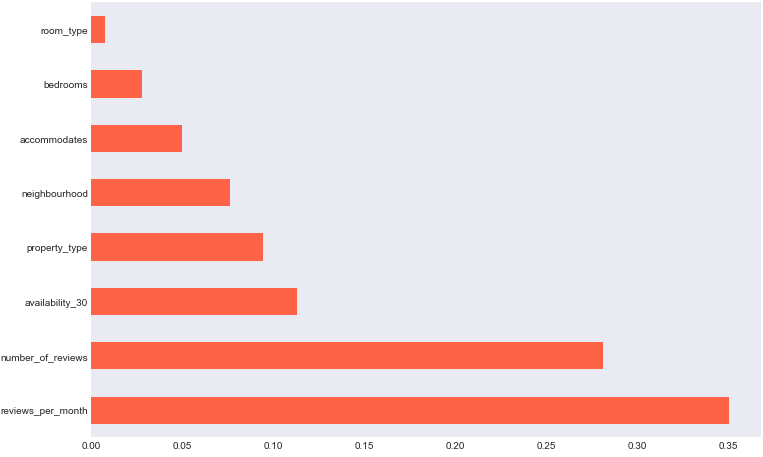 room_type
bedrooms
accommodates
neighbourhood
property_type
availability_30
number_of_reviews
reviews_per_month
0.00 0.05 0.10 0.15 0.20 0.25 0.30 0.35